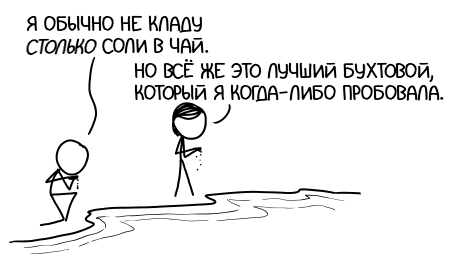 Я ОБЫЧНО НЕ КЛАДУ
СТОЛЬКО СОЛИ В ЧАЙ.
НО ВСЁ ЖЕ ЭТО ЛУЧШИЙ БУХТОВОЙ,
КОТОРЫЙ Я КОГДА-ЛИБО ПРОБОВАЛА.